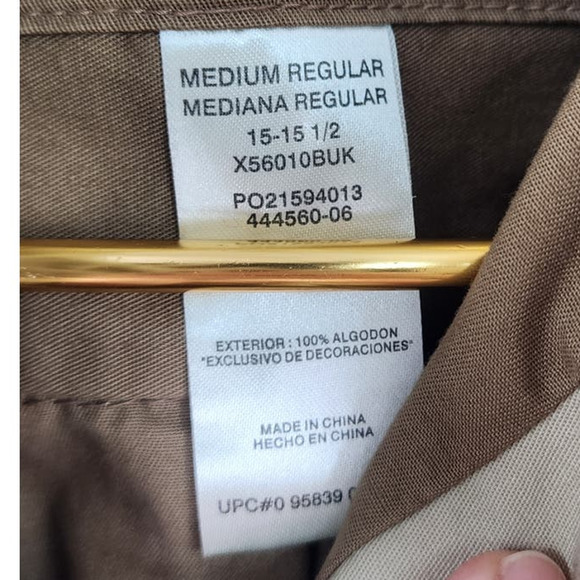 MEDIUM REGULAR
MEDIANA REGULAR
15-15 1/2
X56010BUK
PO21594013
444560-06
EXTERIOR : 100% ALGODON
"EXCLUSIVO DE DECORACIONES"
MADE IN CHINA
HECHO EN CHINA
UPC#0 95839